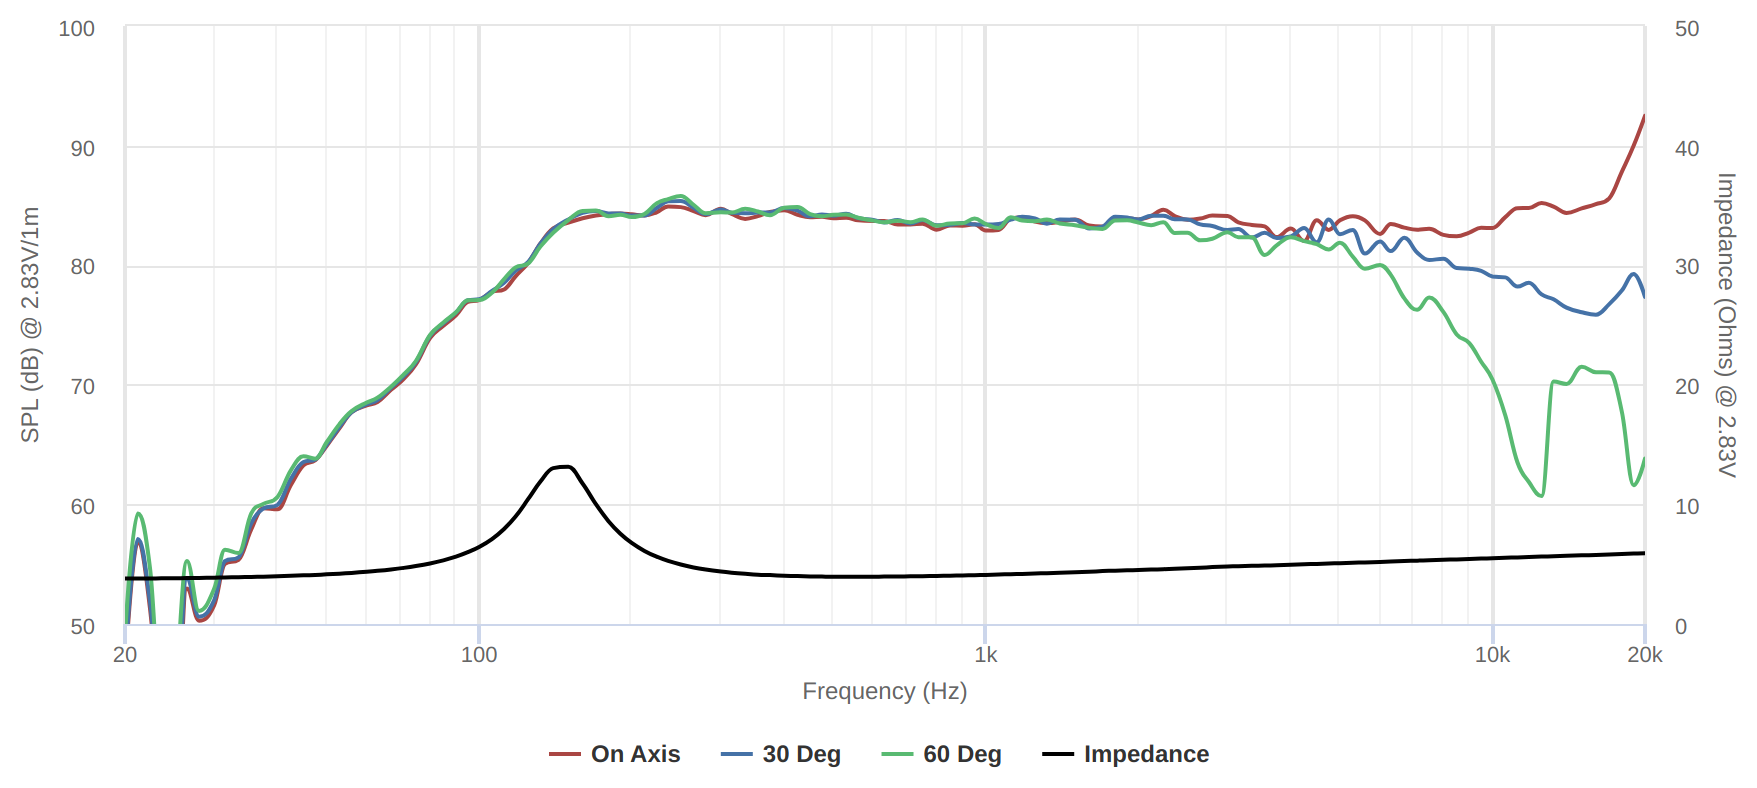 100
90
80
70
60
50
SPL (dB) @ 2.83V/1m
50
40
30
20
10
0
Impedance (Ohms) @ 2.83V
20
100
1k
10k
20k
Frequency (Hz)
On Axis
30 Deg
60 Deg
Impedance